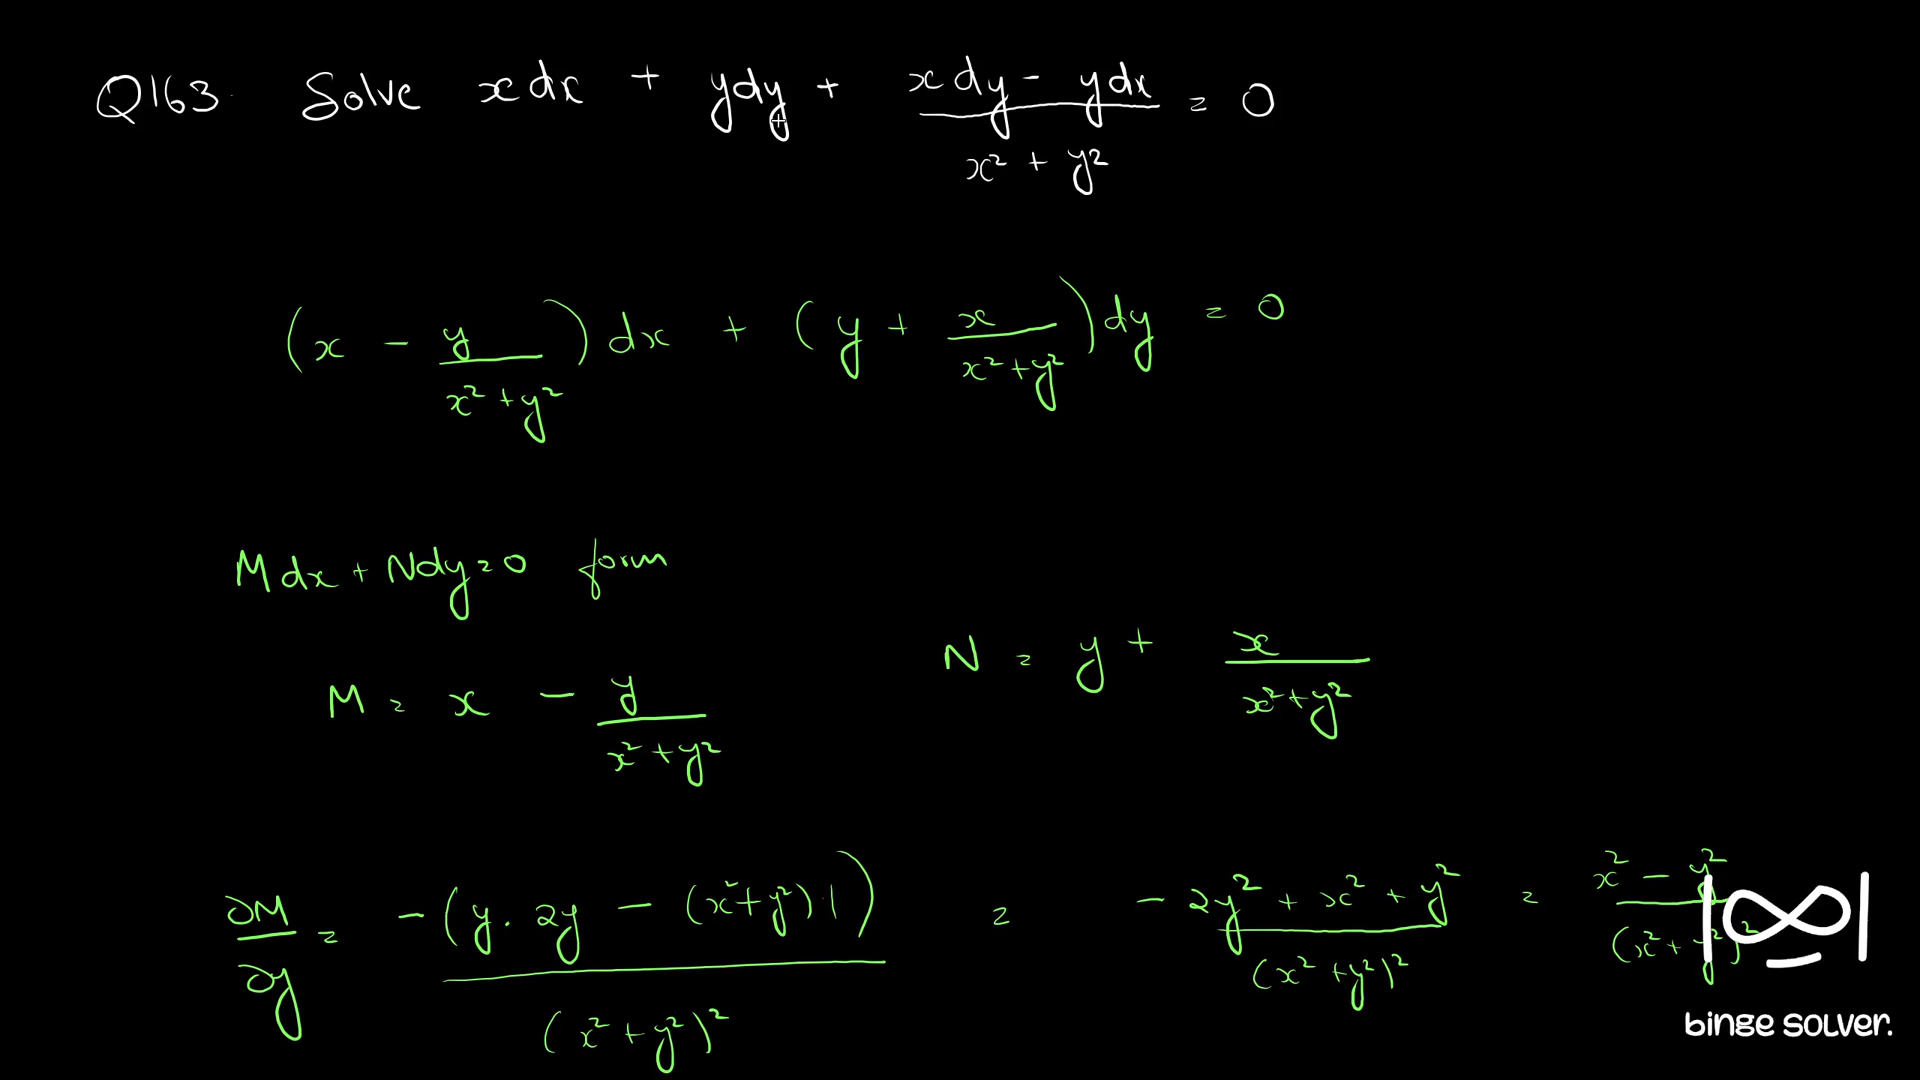 Q163. Solve xdx + ydy + (xdy - ydx)/(x² + y²) = 0
(x - y/(x² + y²)) dx + (y + x/(x² + y²)) dy = 0
Mdx + Ndy = 0 form
M = x - y/(x² + y²)
N = y + x/(x² + y²)
∂M/∂y = -(y · 2y - (x² + y²) · 1)/(x² + y²)² = (-2y² + x² + y²)/(x² + y²)² = (x² - y²)/(x² + y²)²
binge solver.